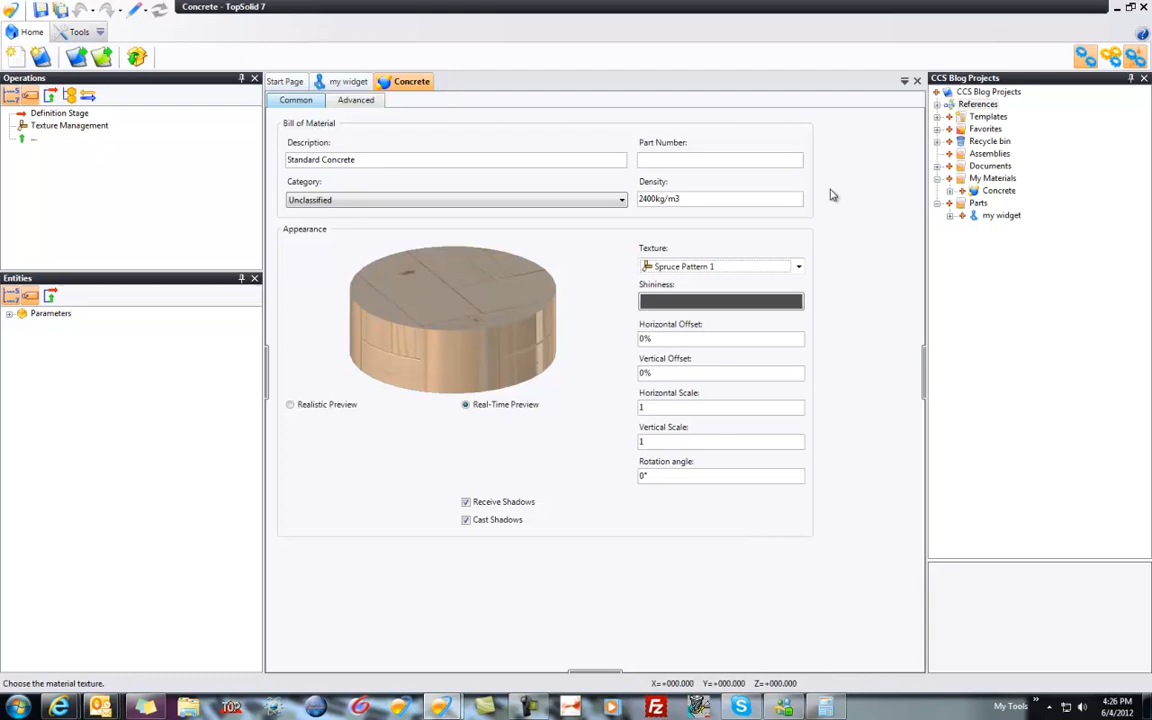 Concrete - TopSolid 7
Home
Tools
Operations
Definition Stage
Texture Management
...
Entities
Parameters
Start Page
my widget
Concrete
Common
Advanced
Bill of Material
Description:
Part Number:
Standard Concrete
Category:
Density:
Unclassified
2400kg/m3
Appearance
Texture:
Spruce Pattern 1
Shininess:
Horizontal Offset:
0%
Vertical Offset:
0%
Horizontal Scale:
1
Vertical Scale:
1
Rotation angle:
0°
Realistic Preview
Real-Time Preview
Receive Shadows
Cast Shadows
CCS Blog Projects
CCS Blog Projects
References
Templates
Favorites
Recycle bin
Assemblies
Documents
My Materials
Concrete
Parts
my widget
Choose the material texture.
X=+000.000 Y=+000.000 Z=+000.000
My Tools
4:26 PM
6/4/2012